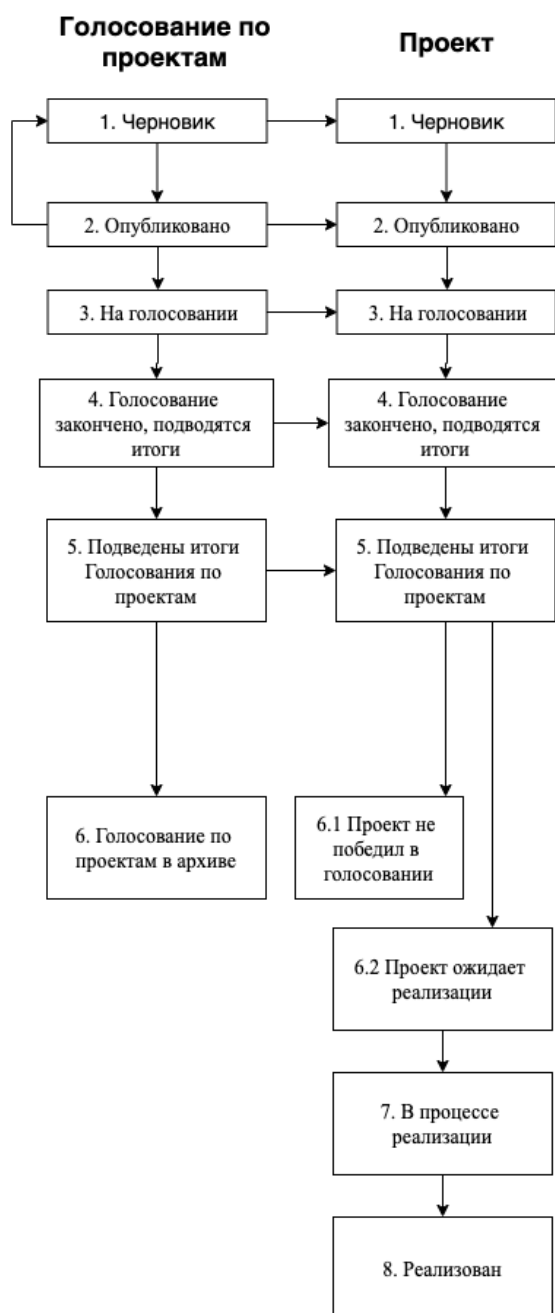 Голосование по
проектам
Проект
1. Черновик
1. Черновик
2. Опубликовано
2. Опубликовано
3. На голосовании
3. На голосовании
4. Голосование
закончено, подводятся
итоги
4. Голосование
закончено, подводятся
итоги
5. Подведены итоги
Голосования по
проектам
5. Подведены итоги
Голосования по
проектам
6. Голосование по
проектам в архиве
6.1 Проект не
победил в
голосовании
6.2 Проект ожидает
реализации
7. В процессе
реализации
8. Реализован